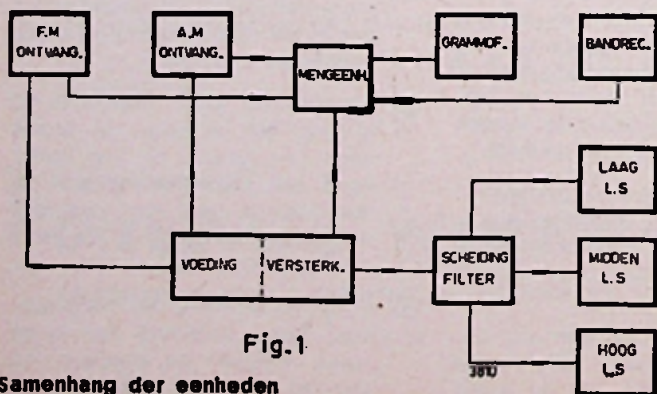 F.M
ONTVANG.
A.M
ONTVANG.
MENGEENH.
GRAMMOF.
BANDREC.
VOEDING
VERSTERK.
SCHEIDING
FILTER
LAAG
L.S
MIDDEN
L.S
HOOG
L.S
3810
Fig.1
Samenhang der eenheden